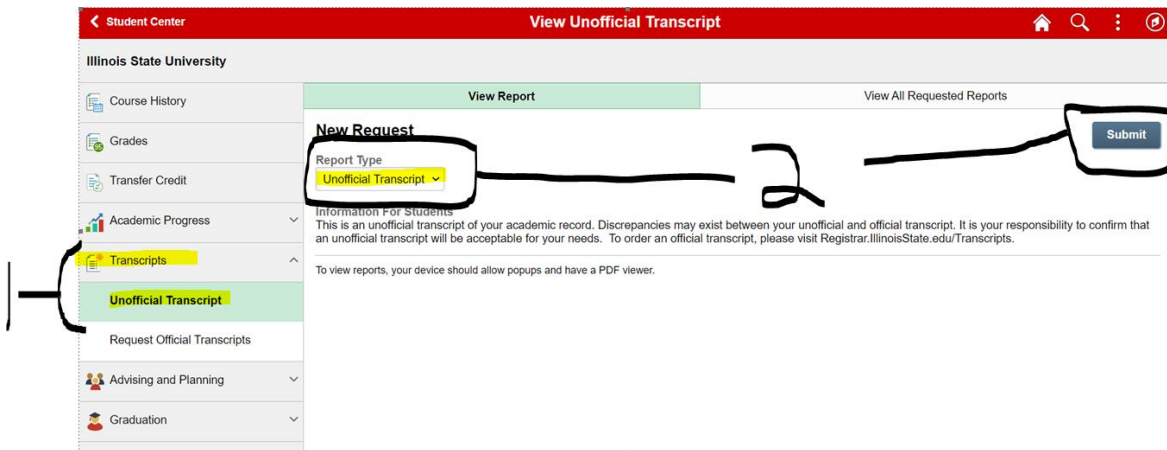 Student Center
View Unofficial Transcript
Illinois State University
Course History
Grades
Transfer Credit
Academic Progress
Transcripts
Unofficial Transcript
Request Official Transcripts
Advising and Planning
Graduation
1
View Report
View All Requested Reports
New Request
Submit
Report Type
Unofficial Transcript
2
Information For Students
This is an unofficial transcript of your academic record. Discrepancies may exist between your unofficial and official transcript. It is your responsibility to confirm that
an unofficial transcript will be acceptable for your needs. To order an official transcript, please visit Registrar.IllinoisState.edu/Transcripts.
To view reports, your device should allow popups and have a PDF viewer.